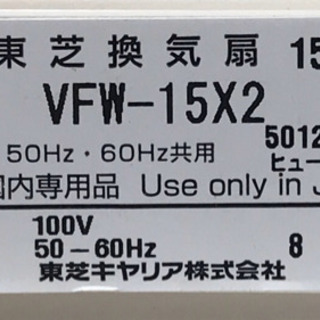 東芝換気扇 15
VFW-15X2
5012
50Hz・60Hz共用 ヒュー
国内専用品 Use only in J
100V
50-60Hz 8
東芝キヤリア株式会社